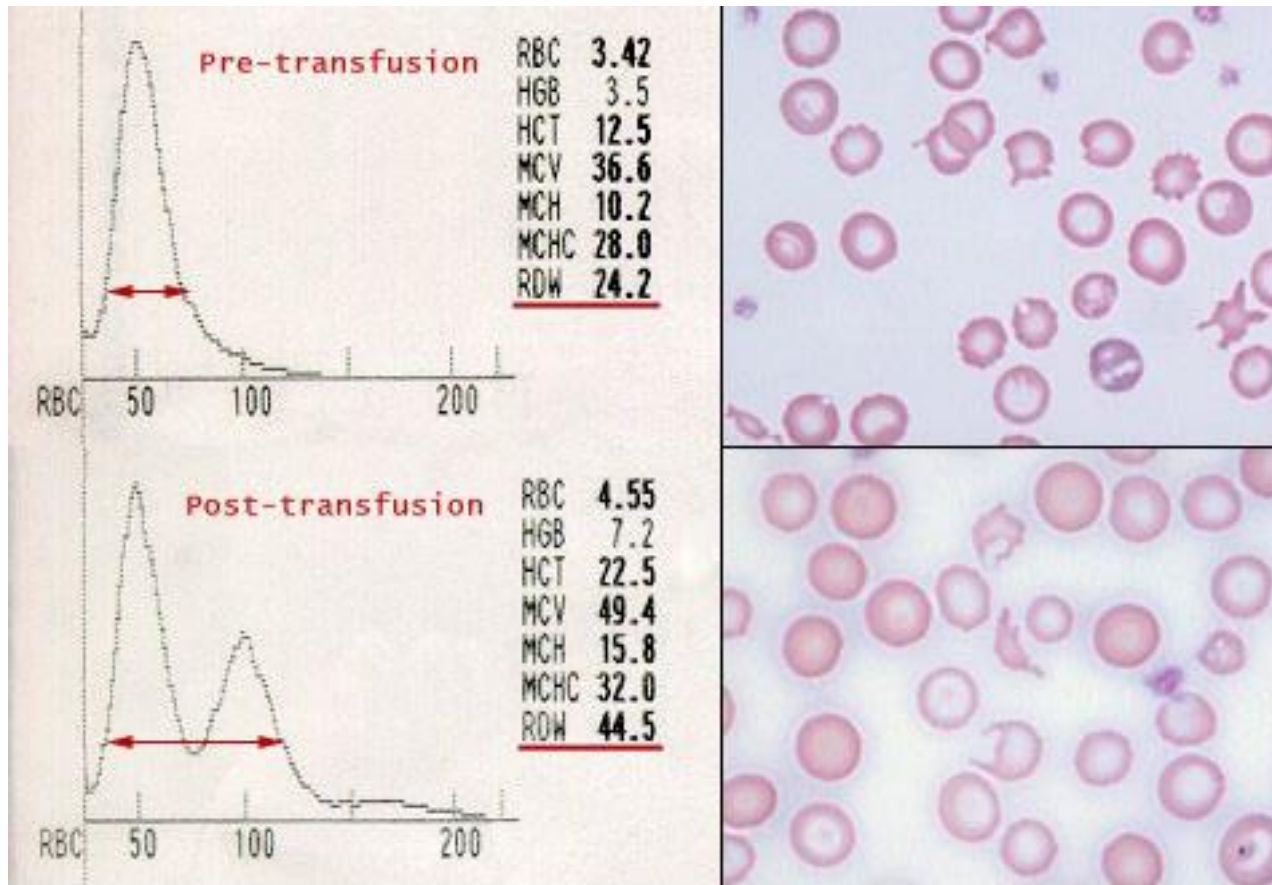 Pre-transfusion
RBC 3.42
HGB 3.5
HCT 12.5
MCV 36.6
MCH 10.2
MCHC 28.0
RDW 24.2
RBC 50 100 200
Post-transfusion
RBC 4.55
HGB 7.2
HCT 22.5
MCV 49.4
MCH 15.8
MCHC 32.0
RDW 44.5
RBC 50 100 200